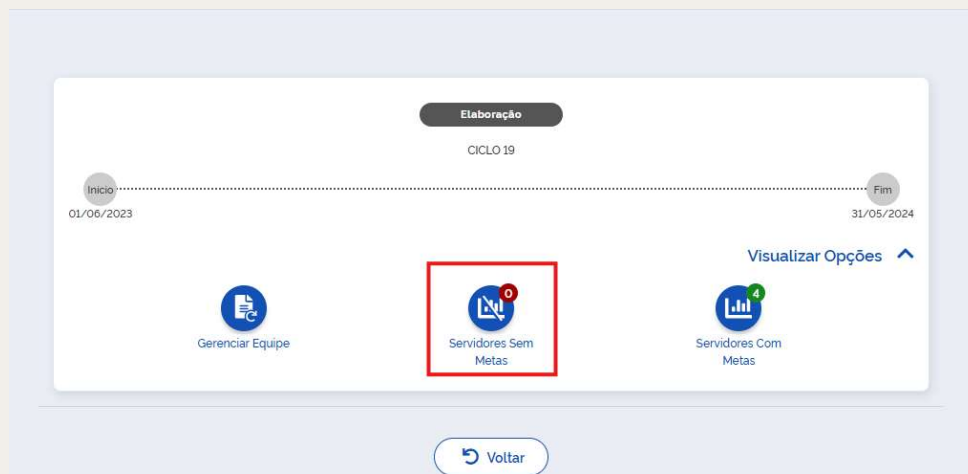 Elaboração
CICLO 19
Início
Fim
01/06/2023
31/05/2024
Visualizar Opções
0
4
Gerenciar Equipe
Servidores Sem
Metas
Servidores Com
Metas
Voltar